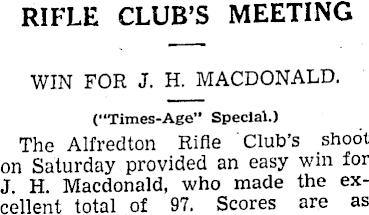 RIFLE CLUB'S MEETING
WIN FOR J. H. MACDONALD.
("Times-Age" Special.)
The Alfredton Rifle Club's shoot
on Saturday provided an easy win for
J. H. Macdonald, who made the ex-
cellent total of 97. Scores are as